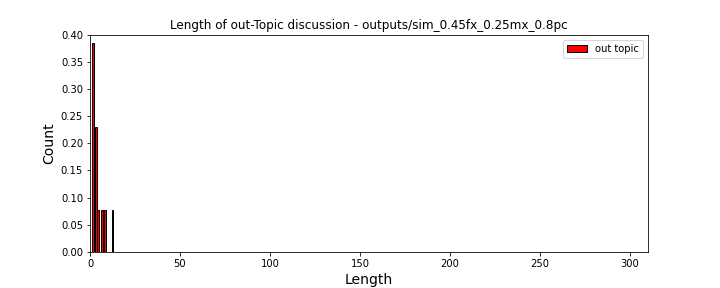 Length of out-Topic discussion - outputs/sim_0.45fx_0.25mx_0.8pc
out topic
Count
0.40
0.35
0.30
0.25
0.20
0.15
0.10
0.05
0.00
0 50 100 150 200 250 300
Length